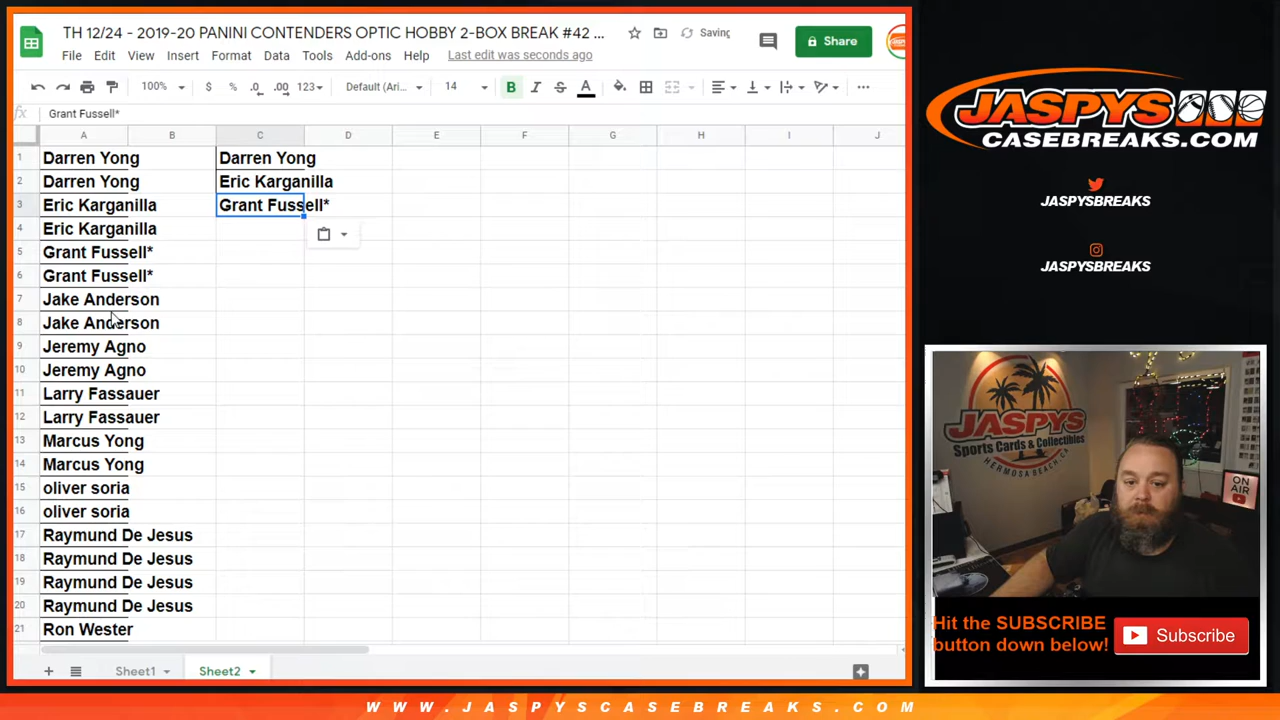 TH 12/24 - 2019-20 PANINI CONTENDERS OPTIC HOBBY 2-BOX BREAK #42 ...
Saving
Share
File Edit View Insert Format Data Tools Add-ons Help Last edit was seconds ago
100% $ % .0 .00 123 Default (Ari... 14 B I S A
fx Grant Fussell*
A B C D E F G H I J
1 Darren Yong Darren Yong
2 Darren Yong Eric Karganilla
3 Eric Karganilla Grant Fussell*
4 Eric Karganilla
5 Grant Fussell*
6 Grant Fussell*
7 Jake Anderson
8 Jake Anderson
9 Jeremy Agno
10 Jeremy Agno
11 Larry Fassauer
12 Larry Fassauer
13 Marcus Yong
14 Marcus Yong
15 oliver soria
16 oliver soria
17 Raymund De Jesus
18 Raymund De Jesus
19 Raymund De Jesus
20 Raymund De Jesus
21 Ron Wester
Sheet1 Sheet2
JASPYS
CASEBREAKS.COM
JASPYSBREAKS
JASPYSBREAKS
JASPYS
Sports Cards & Collectibles
HERMOSA BEACH, CA
ON
AIR
Hit the SUBSCRIBE
button down below!
Subscribe
WWW.JASPYSCASEBREAKS.COM